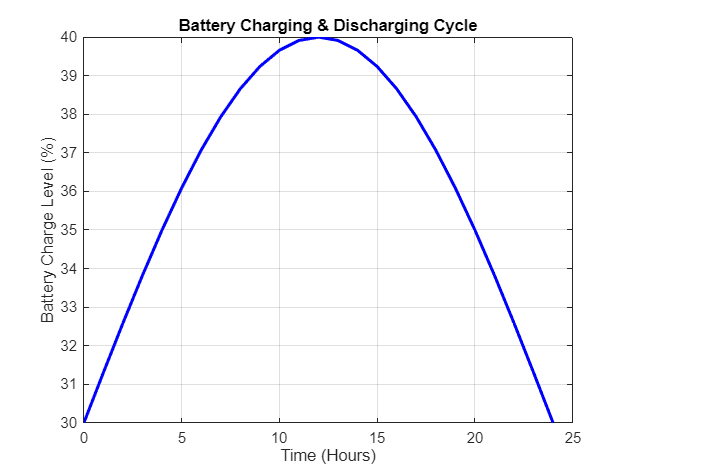 Battery Charging & Discharging Cycle
40
39
38
37
36
35
34
33
32
31
30
Battery Charge Level (%)
0 5 10 15 20 25
Time (Hours)